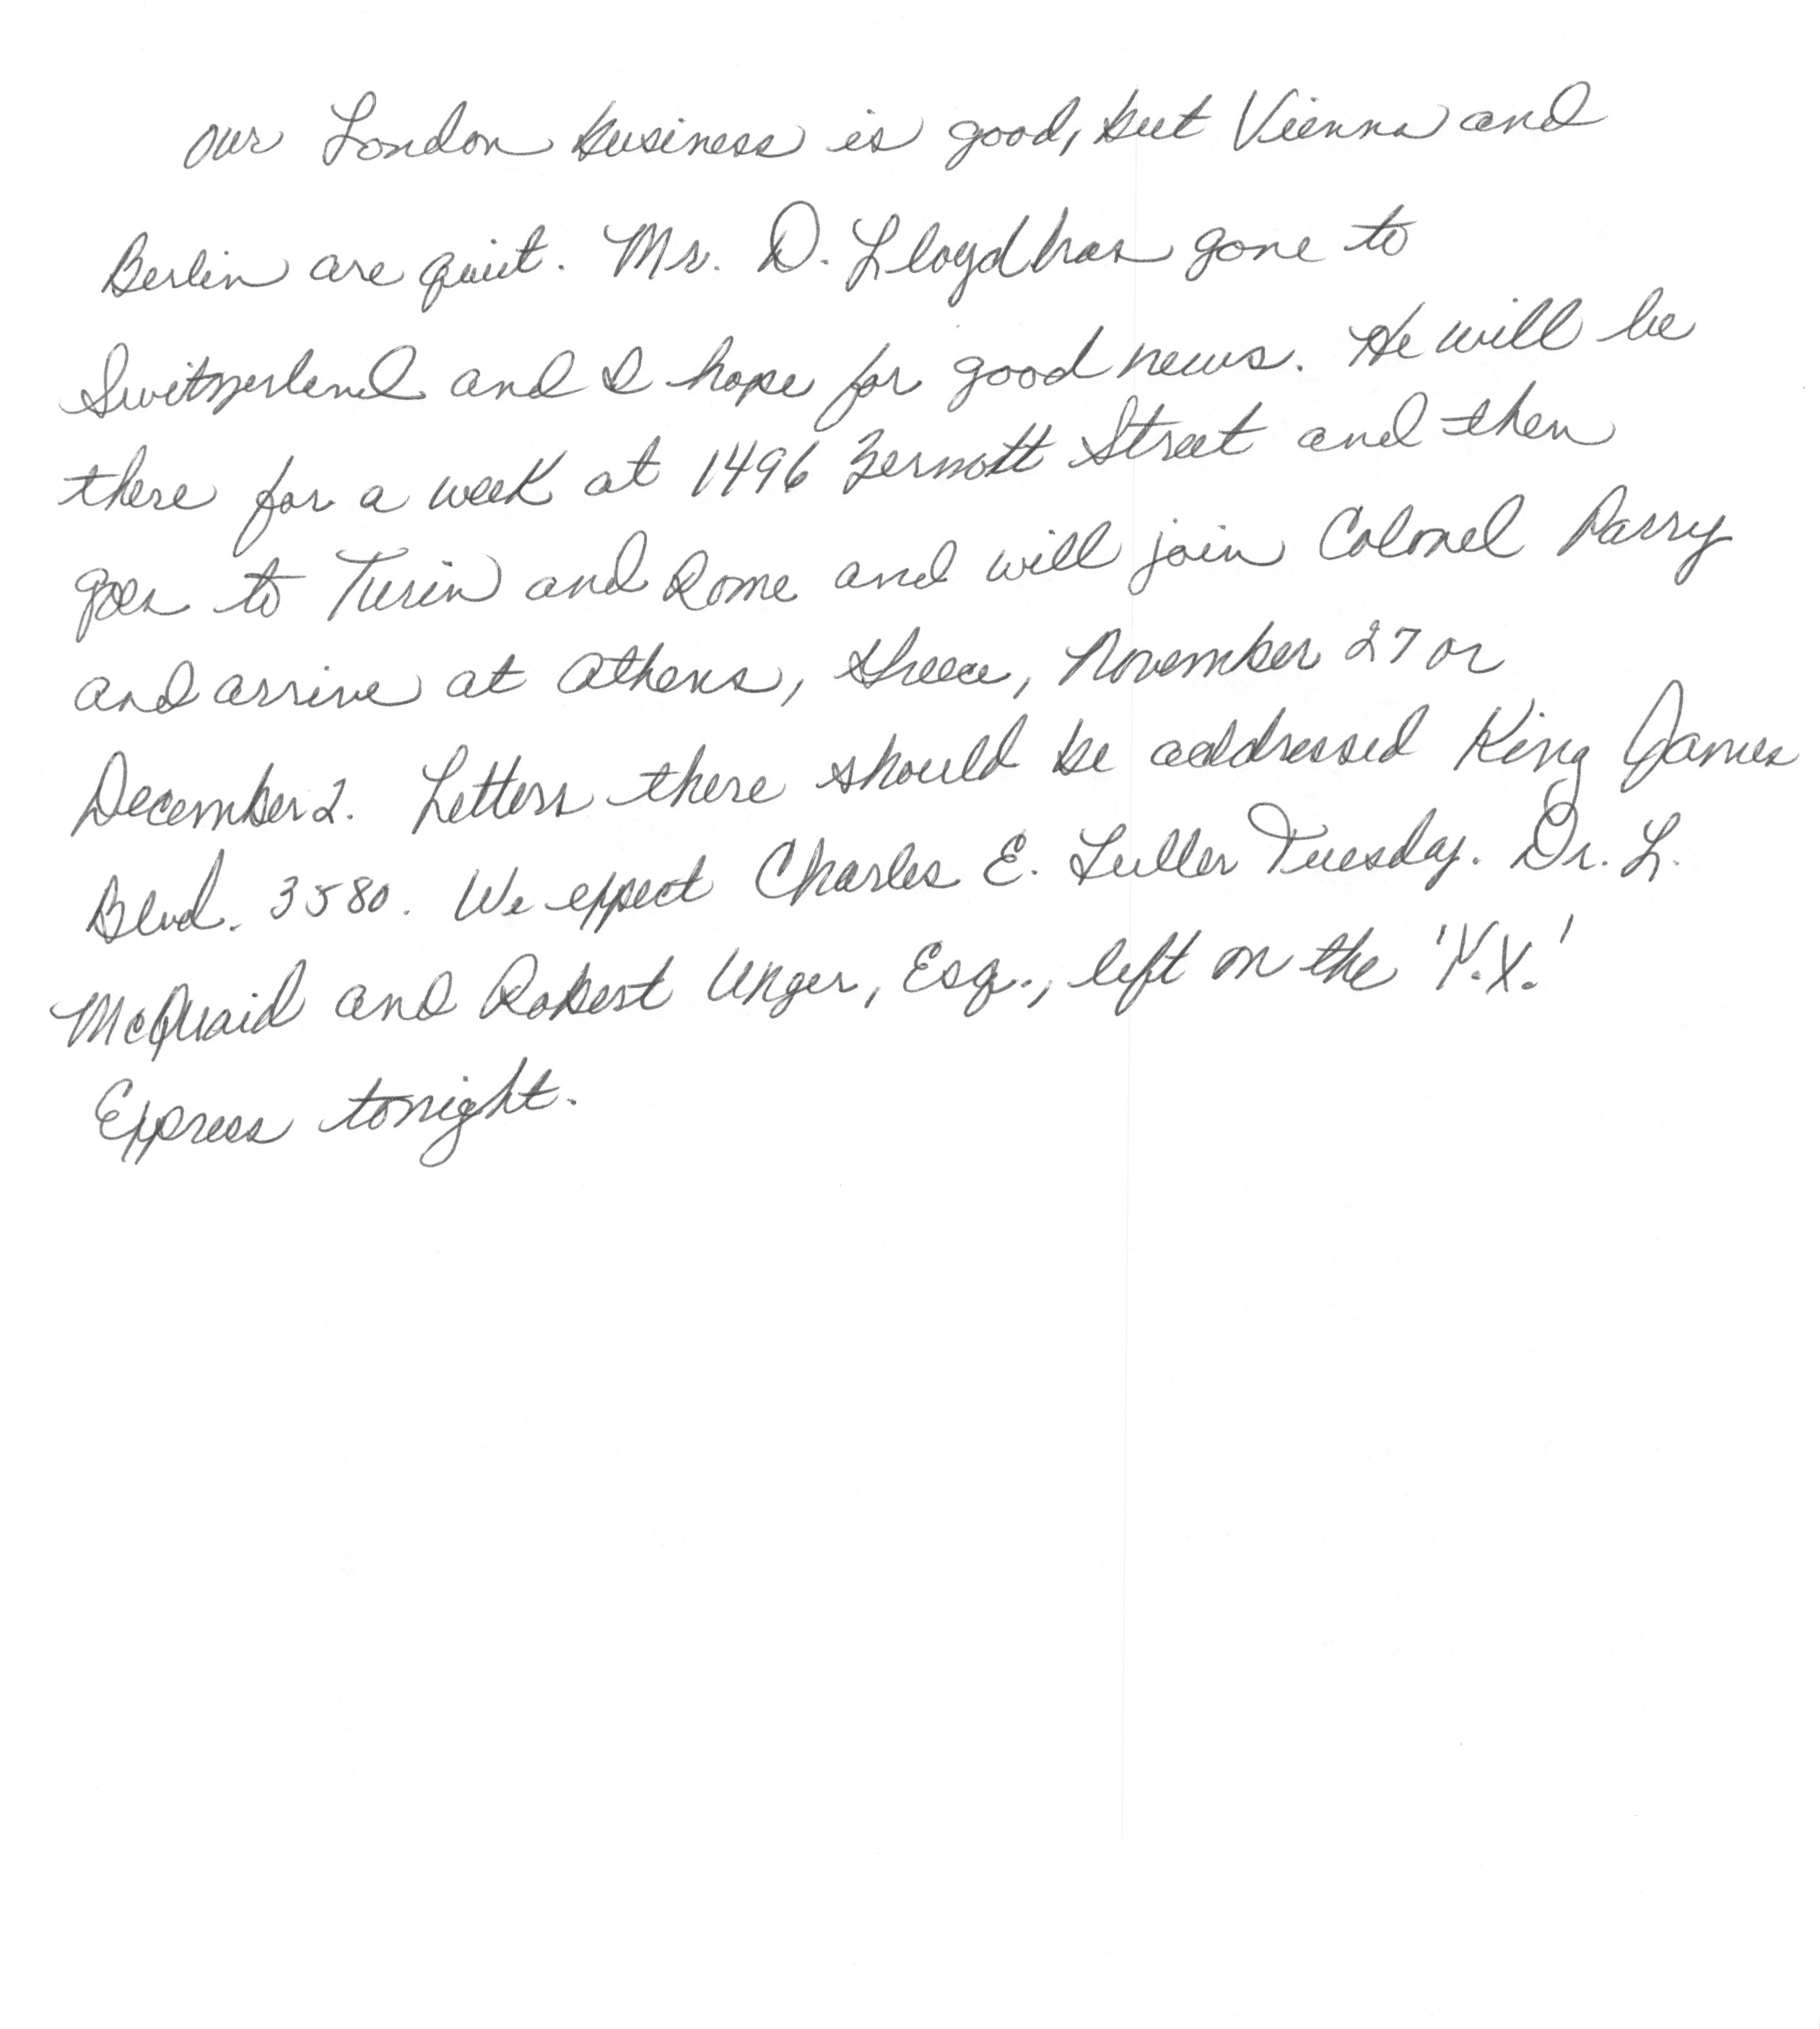 our London business is good, but Vienna and
Berlin are quiet. Mr. D. Lloyd has gone to
Switzerland and I hope for good news. He will be
there for a week at 1496 Zermott Street and then
goes to Turin and Rome and will join Colonel Parry
and arrive at Athens, Greece, November 27 or
December 2. Letters there should be addressed King James
Blvd. 3580. We expect Charles E. Fuller Tuesday. Dr. L.
McQuaid and Robert Unger, Esq., left on the 'Y.X.'
Express tonight.